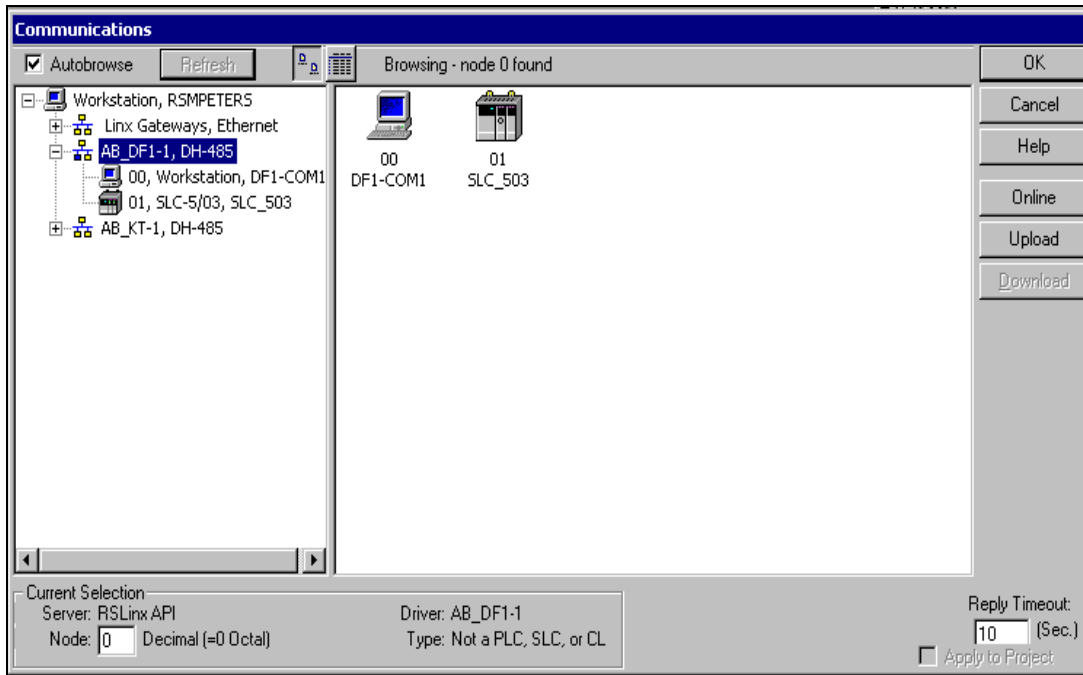 Communications
Autobrowse
Refresh
Browsing - node 0 found
OK
Cancel
Help
Online
Upload
Download
Workstation, RSMPETERS
Linx Gateways, Ethernet
AB_DF1-1, DH-485
00, Workstation, DF1-COM1
01, SLC-5/03, SLC_503
AB_KT-1, DH-485
00
DF1-COM1
01
SLC_503
Current Selection
Server: RSLinx API
Driver: AB_DF1-1
Node: 0 Decimal (=0 Octal)
Type: Not a PLC, SLC, or CL
Reply Timeout:
10 (Sec.)
Apply to Project